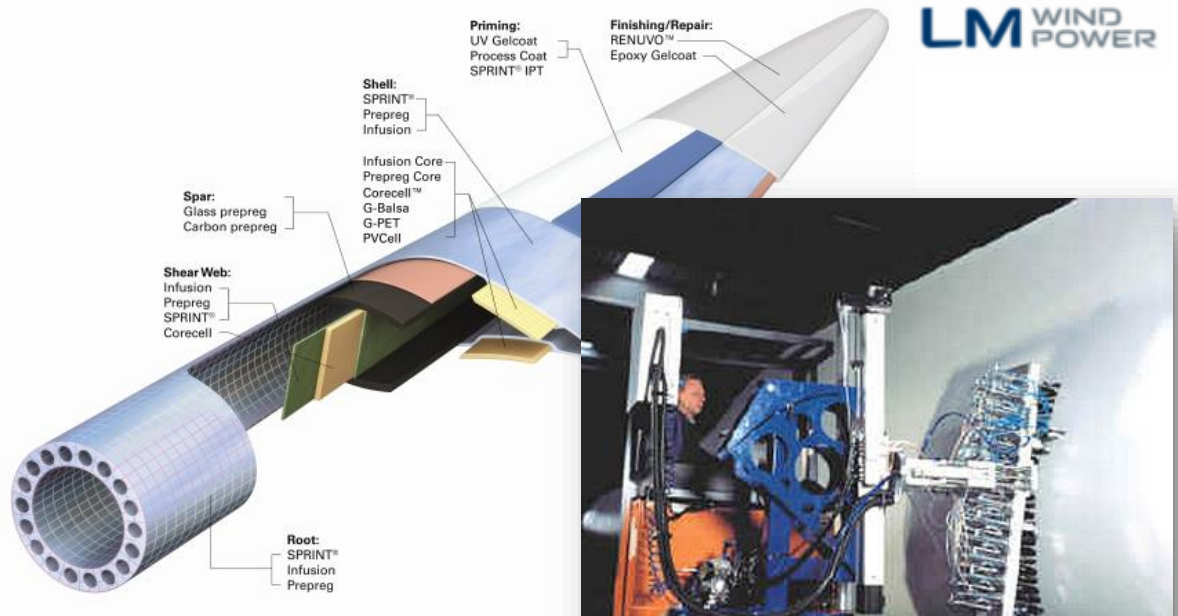 LM WIND
POWER
Priming:
UV Gelcoat
Process Coat
SPRINT® IPT
Finishing/Repair:
RENUVO™
Epoxy Gelcoat
Shell:
SPRINT®
Prepreg
Infusion
Infusion Core
Prepreg Core
Corecell™
G-Balsa
G-PET
PVCell
Spar:
Glass prepreg
Carbon prepreg
Shear Web:
Infusion
Prepreg
SPRINT®
Corecell
Root:
SPRINT®
Infusion
Prepreg